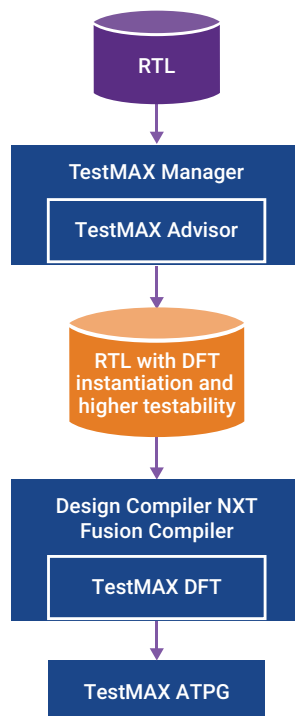 RTL
TestMAX Manager
TestMAX Advisor
RTL with DFT
instantiation and
higher testability
Design Compiler NXT
Fusion Compiler
TestMAX DFT
TestMAX ATPG